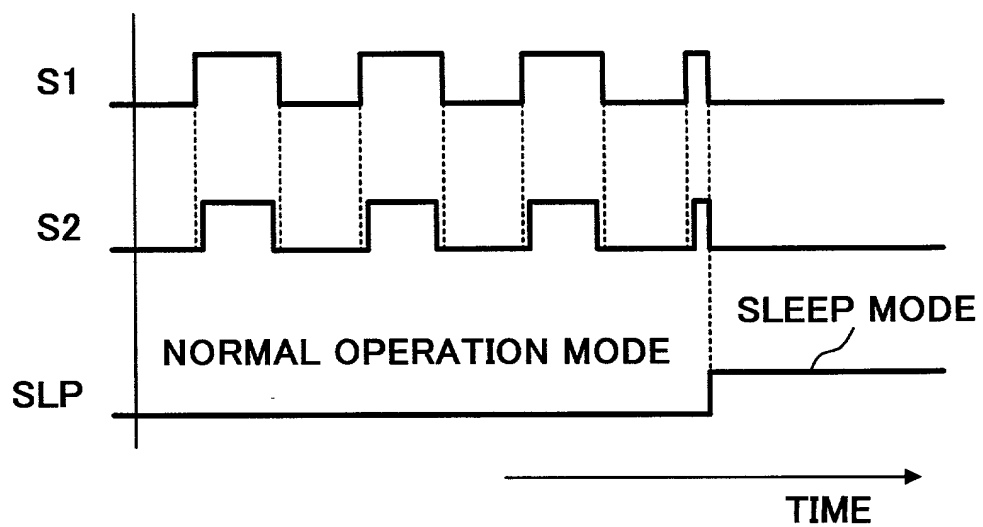 S1
S2
SLEEP MODE
NORMAL OPERATION MODE
SLP
TIME